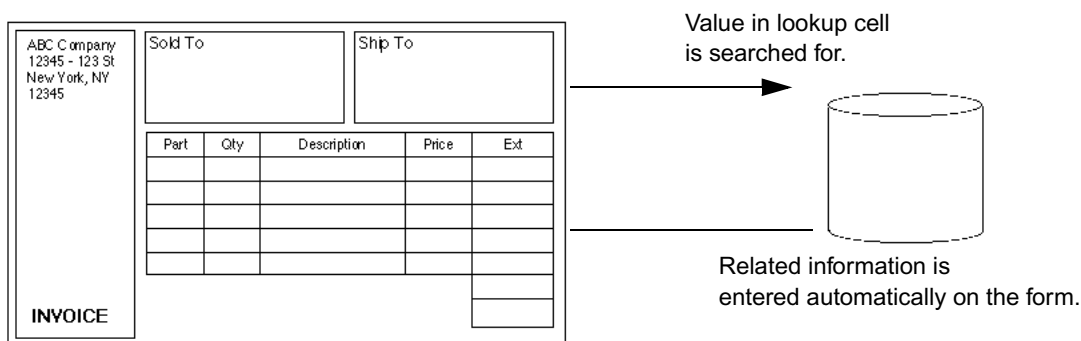 ABC Company
12345 - 123 St
New York, NY
12345
INVOICE
Sold To
Ship To
Part Qty Description Price Ext
Value in lookup cell
is searched for.
Related information is
entered automatically on the form.